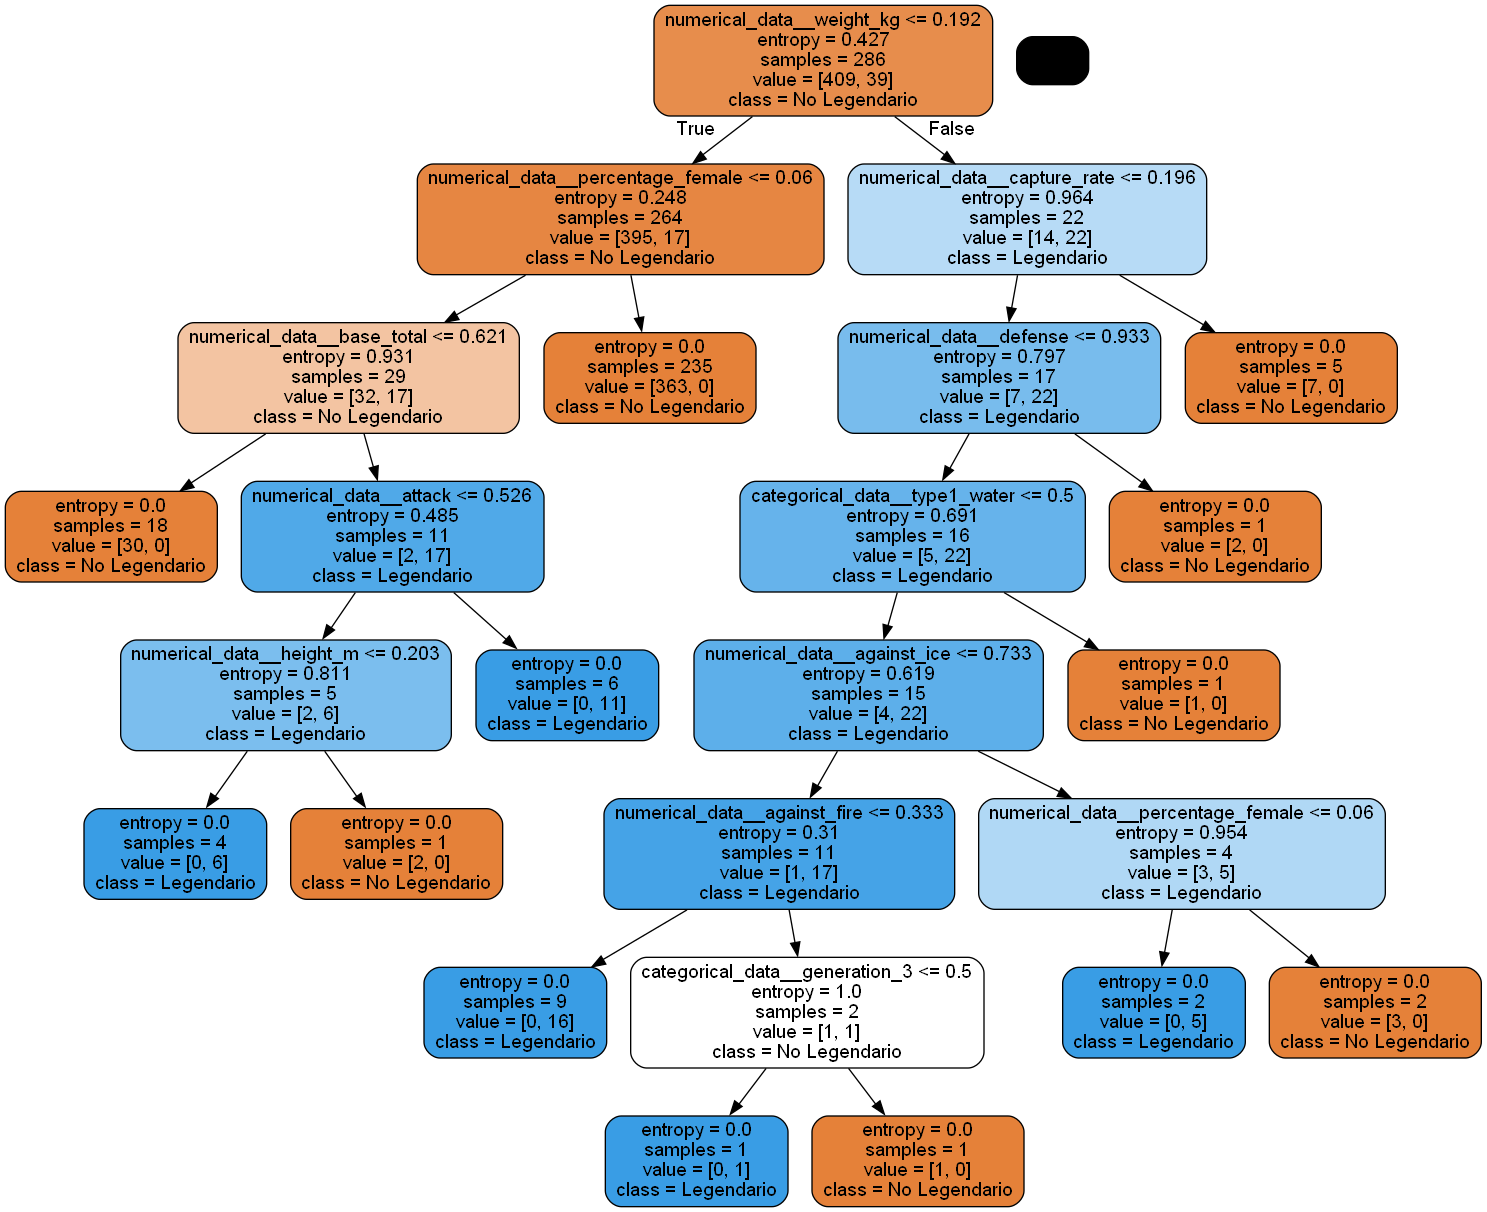 numerical_data__weight_kg <= 0.192
entropy = 0.427
samples = 286
value = [409, 39]
class = No Legendario
True
False
numerical_data__percentage_female <= 0.06
entropy = 0.248
samples = 264
value = [395, 17]
class = No Legendario
numerical_data__capture_rate <= 0.196
entropy = 0.964
samples = 22
value = [14, 22]
class = Legendario
numerical_data__base_total <= 0.621
entropy = 0.931
samples = 29
value = [32, 17]
class = No Legendario
entropy = 0.0
samples = 235
value = [363, 0]
class = No Legendario
numerical_data__defense <= 0.933
entropy = 0.797
samples = 17
value = [7, 22]
class = Legendario
entropy = 0.0
samples = 5
value = [7, 0]
class = No Legendario
entropy = 0.0
samples = 18
value = [30, 0]
class = No Legendario
numerical_data__attack <= 0.526
entropy = 0.485
samples = 11
value = [2, 17]
class = Legendario
categorical_data__type1_water <= 0.5
entropy = 0.691
samples = 16
value = [5, 22]
class = Legendario
entropy = 0.0
samples = 1
value = [2, 0]
class = No Legendario
numerical_data__height_m <= 0.203
entropy = 0.811
samples = 5
value = [2, 6]
class = Legendario
entropy = 0.0
samples = 6
value = [0, 11]
class = Legendario
numerical_data__against_ice <= 0.733
entropy = 0.619
samples = 15
value = [4, 22]
class = Legendario
entropy = 0.0
samples = 1
value = [1, 0]
class = No Legendario
entropy = 0.0
samples = 4
value = [0, 6]
class = Legendario
entropy = 0.0
samples = 1
value = [2, 0]
class = No Legendario
numerical_data__against_fire <= 0.333
entropy = 0.31
samples = 11
value = [1, 17]
class = Legendario
numerical_data__percentage_female <= 0.06
entropy = 0.954
samples = 4
value = [3, 5]
class = Legendario
entropy = 0.0
samples = 9
value = [0, 16]
class = Legendario
categorical_data__generation_3 <= 0.5
entropy = 1.0
samples = 2
value = [1, 1]
class = No Legendario
entropy = 0.0
samples = 2
value = [0, 5]
class = Legendario
entropy = 0.0
samples = 2
value = [3, 0]
class = No Legendario
entropy = 0.0
samples = 1
value = [0, 1]
class = Legendario
entropy = 0.0
samples = 1
value = [1, 0]
class = No Legendario